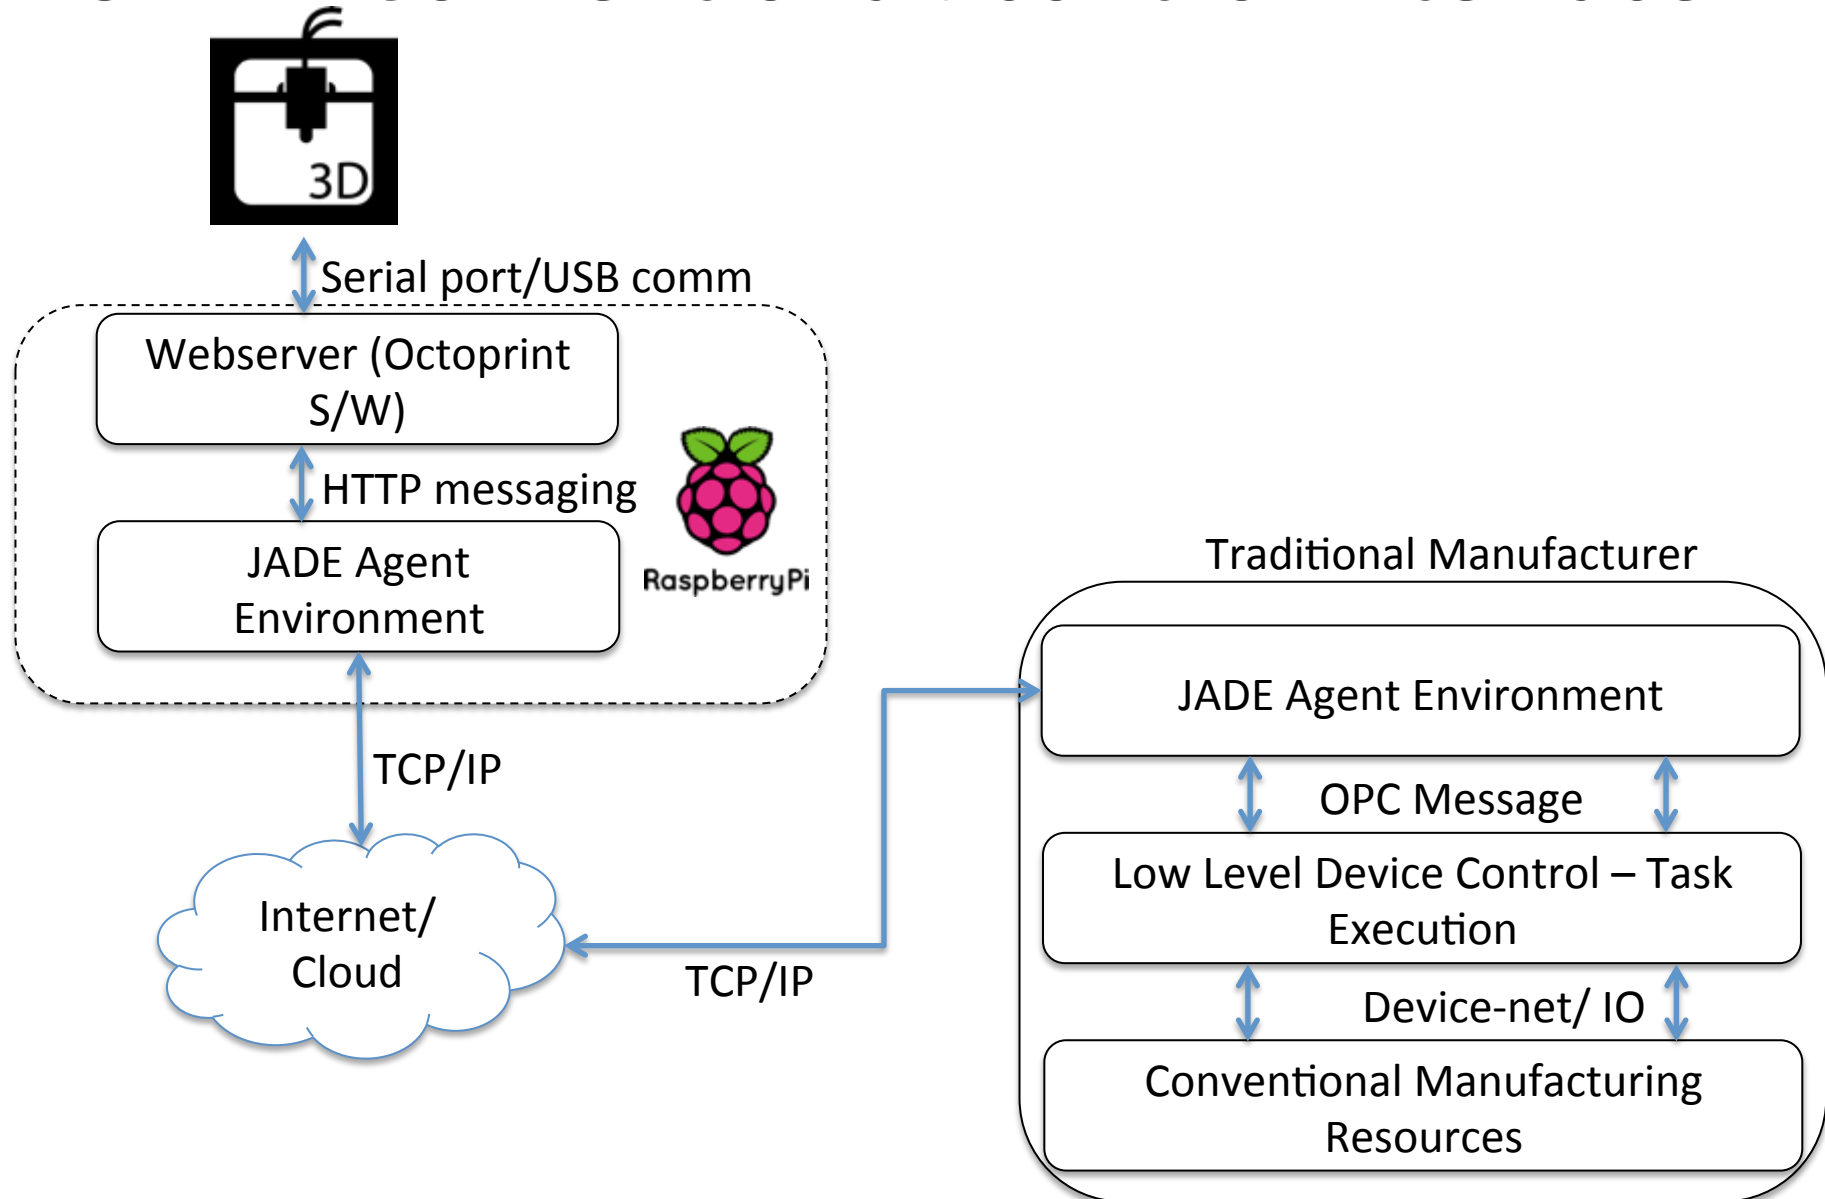 3D
Serial port/USB comm
Webserver (Octoprint
S/W)
HTTP messaging
JADE Agent
Environment
RaspberryPi
TCP/IP
Internet/
Cloud
TCP/IP
Traditional Manufacturer
JADE Agent Environment
OPC Message
Low Level Device Control – Task
Execution
Device-net/ IO
Conventional Manufacturing
Resources